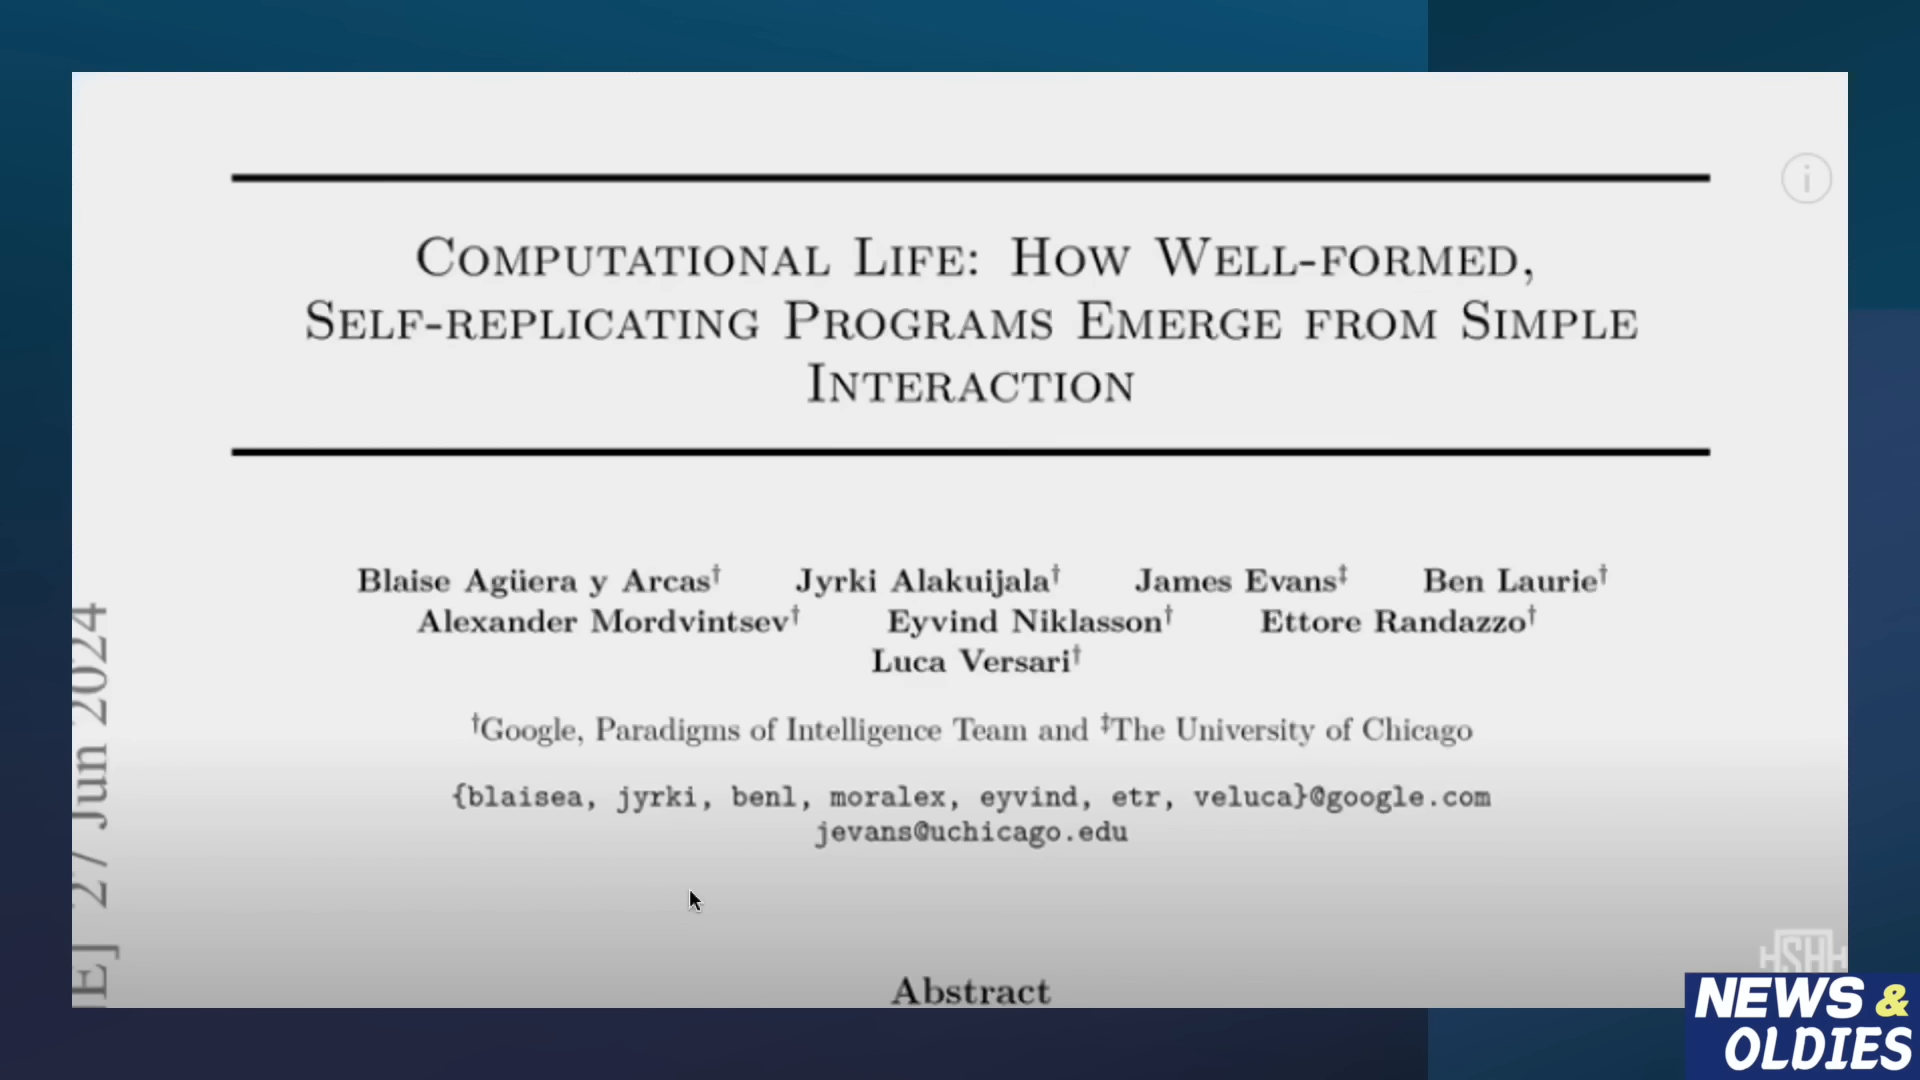 COMPUTATIONAL LIFE: HOW WELL-FORMED,
SELF-REPLICATING PROGRAMS EMERGE FROM SIMPLE
INTERACTION
Blaise Agüera y Arcas† Jyrki Alakuijala† James Evans‡ Ben Laurie†
Alexander Mordvintsev† Eyvind Niklasson† Ettore Randazzo†
Luca Versari†
†Google, Paradigms of Intelligence Team and ‡The University of Chicago
{blaisea, jyrki, benl, moralex, eyvind, etr, veluca}@google.com
jevans@uchicago.edu
Abstract
E] 27 Jun 2024
i
HSHH
NEWS &
OLDIES